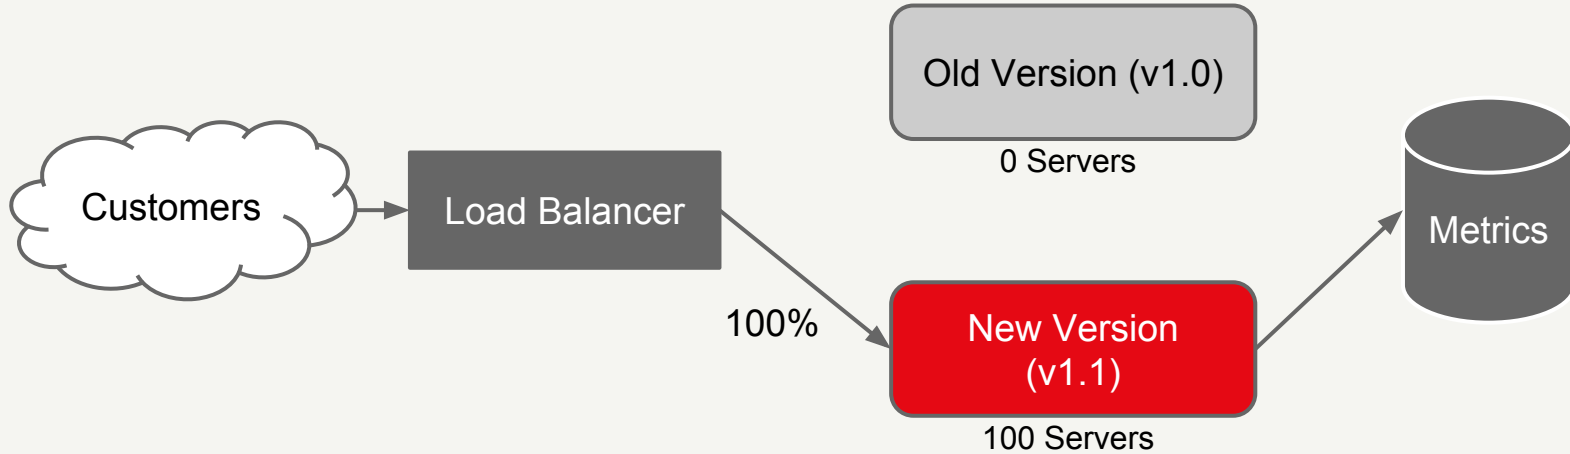 Old Version (v1.0)
0 Servers
Customers
Load Balancer
Metrics
100%
New Version
(v1.1)
100 Servers